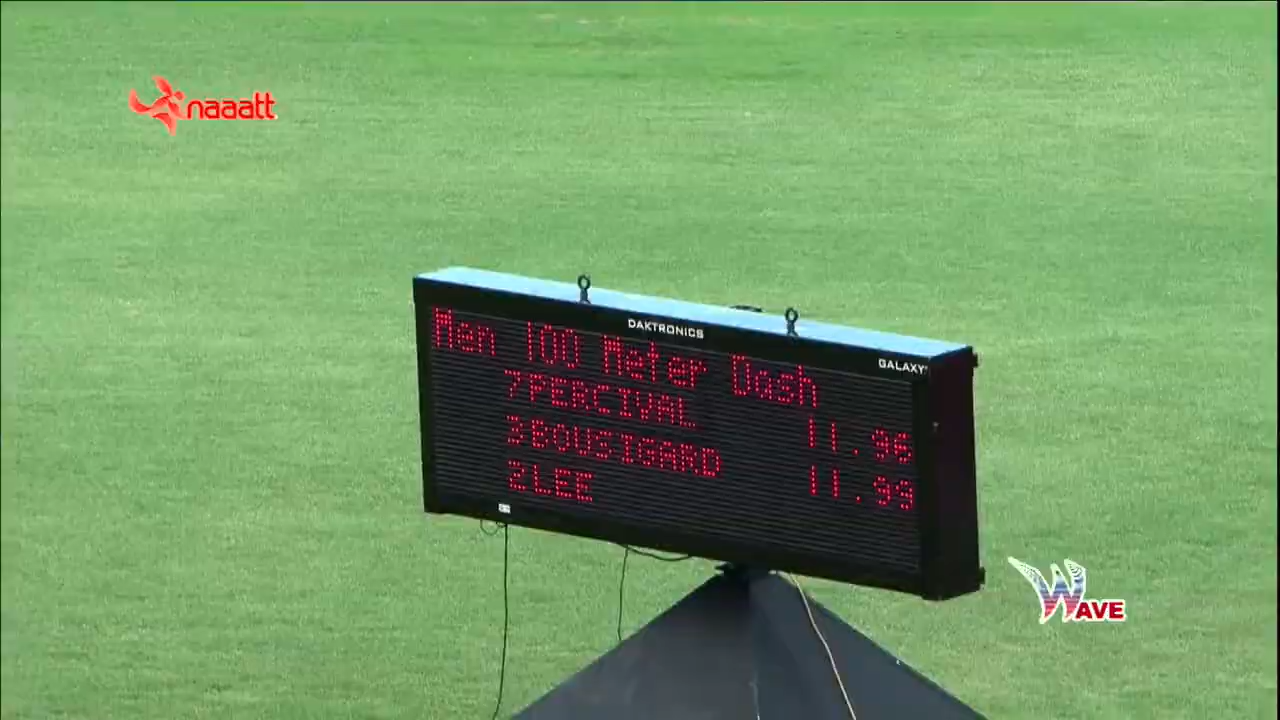 naaatt
DAKTRONICS
GALAXY
Men 100 Meter Dash
7PERCIVAL 11.96
3BOUSIGARD 11.99
2LEE
WAVE